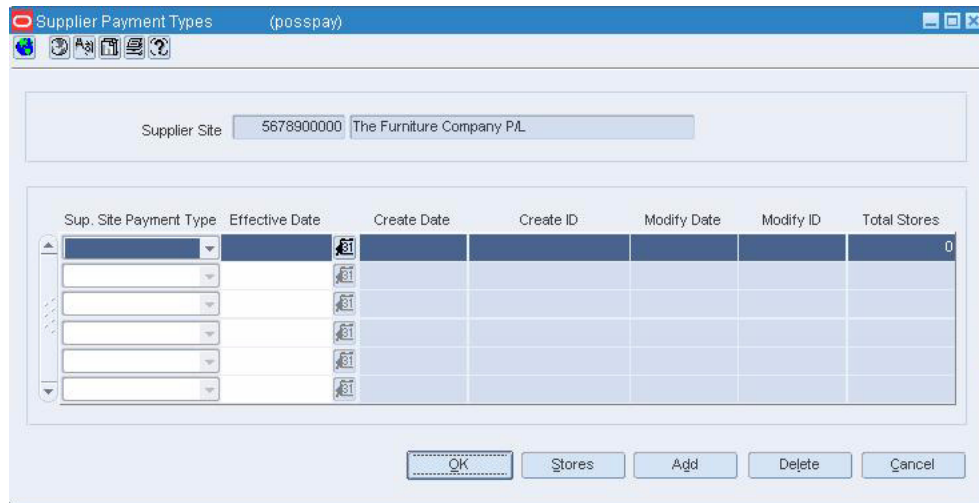 Supplier Payment Types (posspay)
Supplier Site 5678900000 The Furniture Company P/L
Sup. Site Payment Type Effective Date Create Date Create ID Modify Date Modify ID Total Stores
0
OK Stores Add Delete Cancel